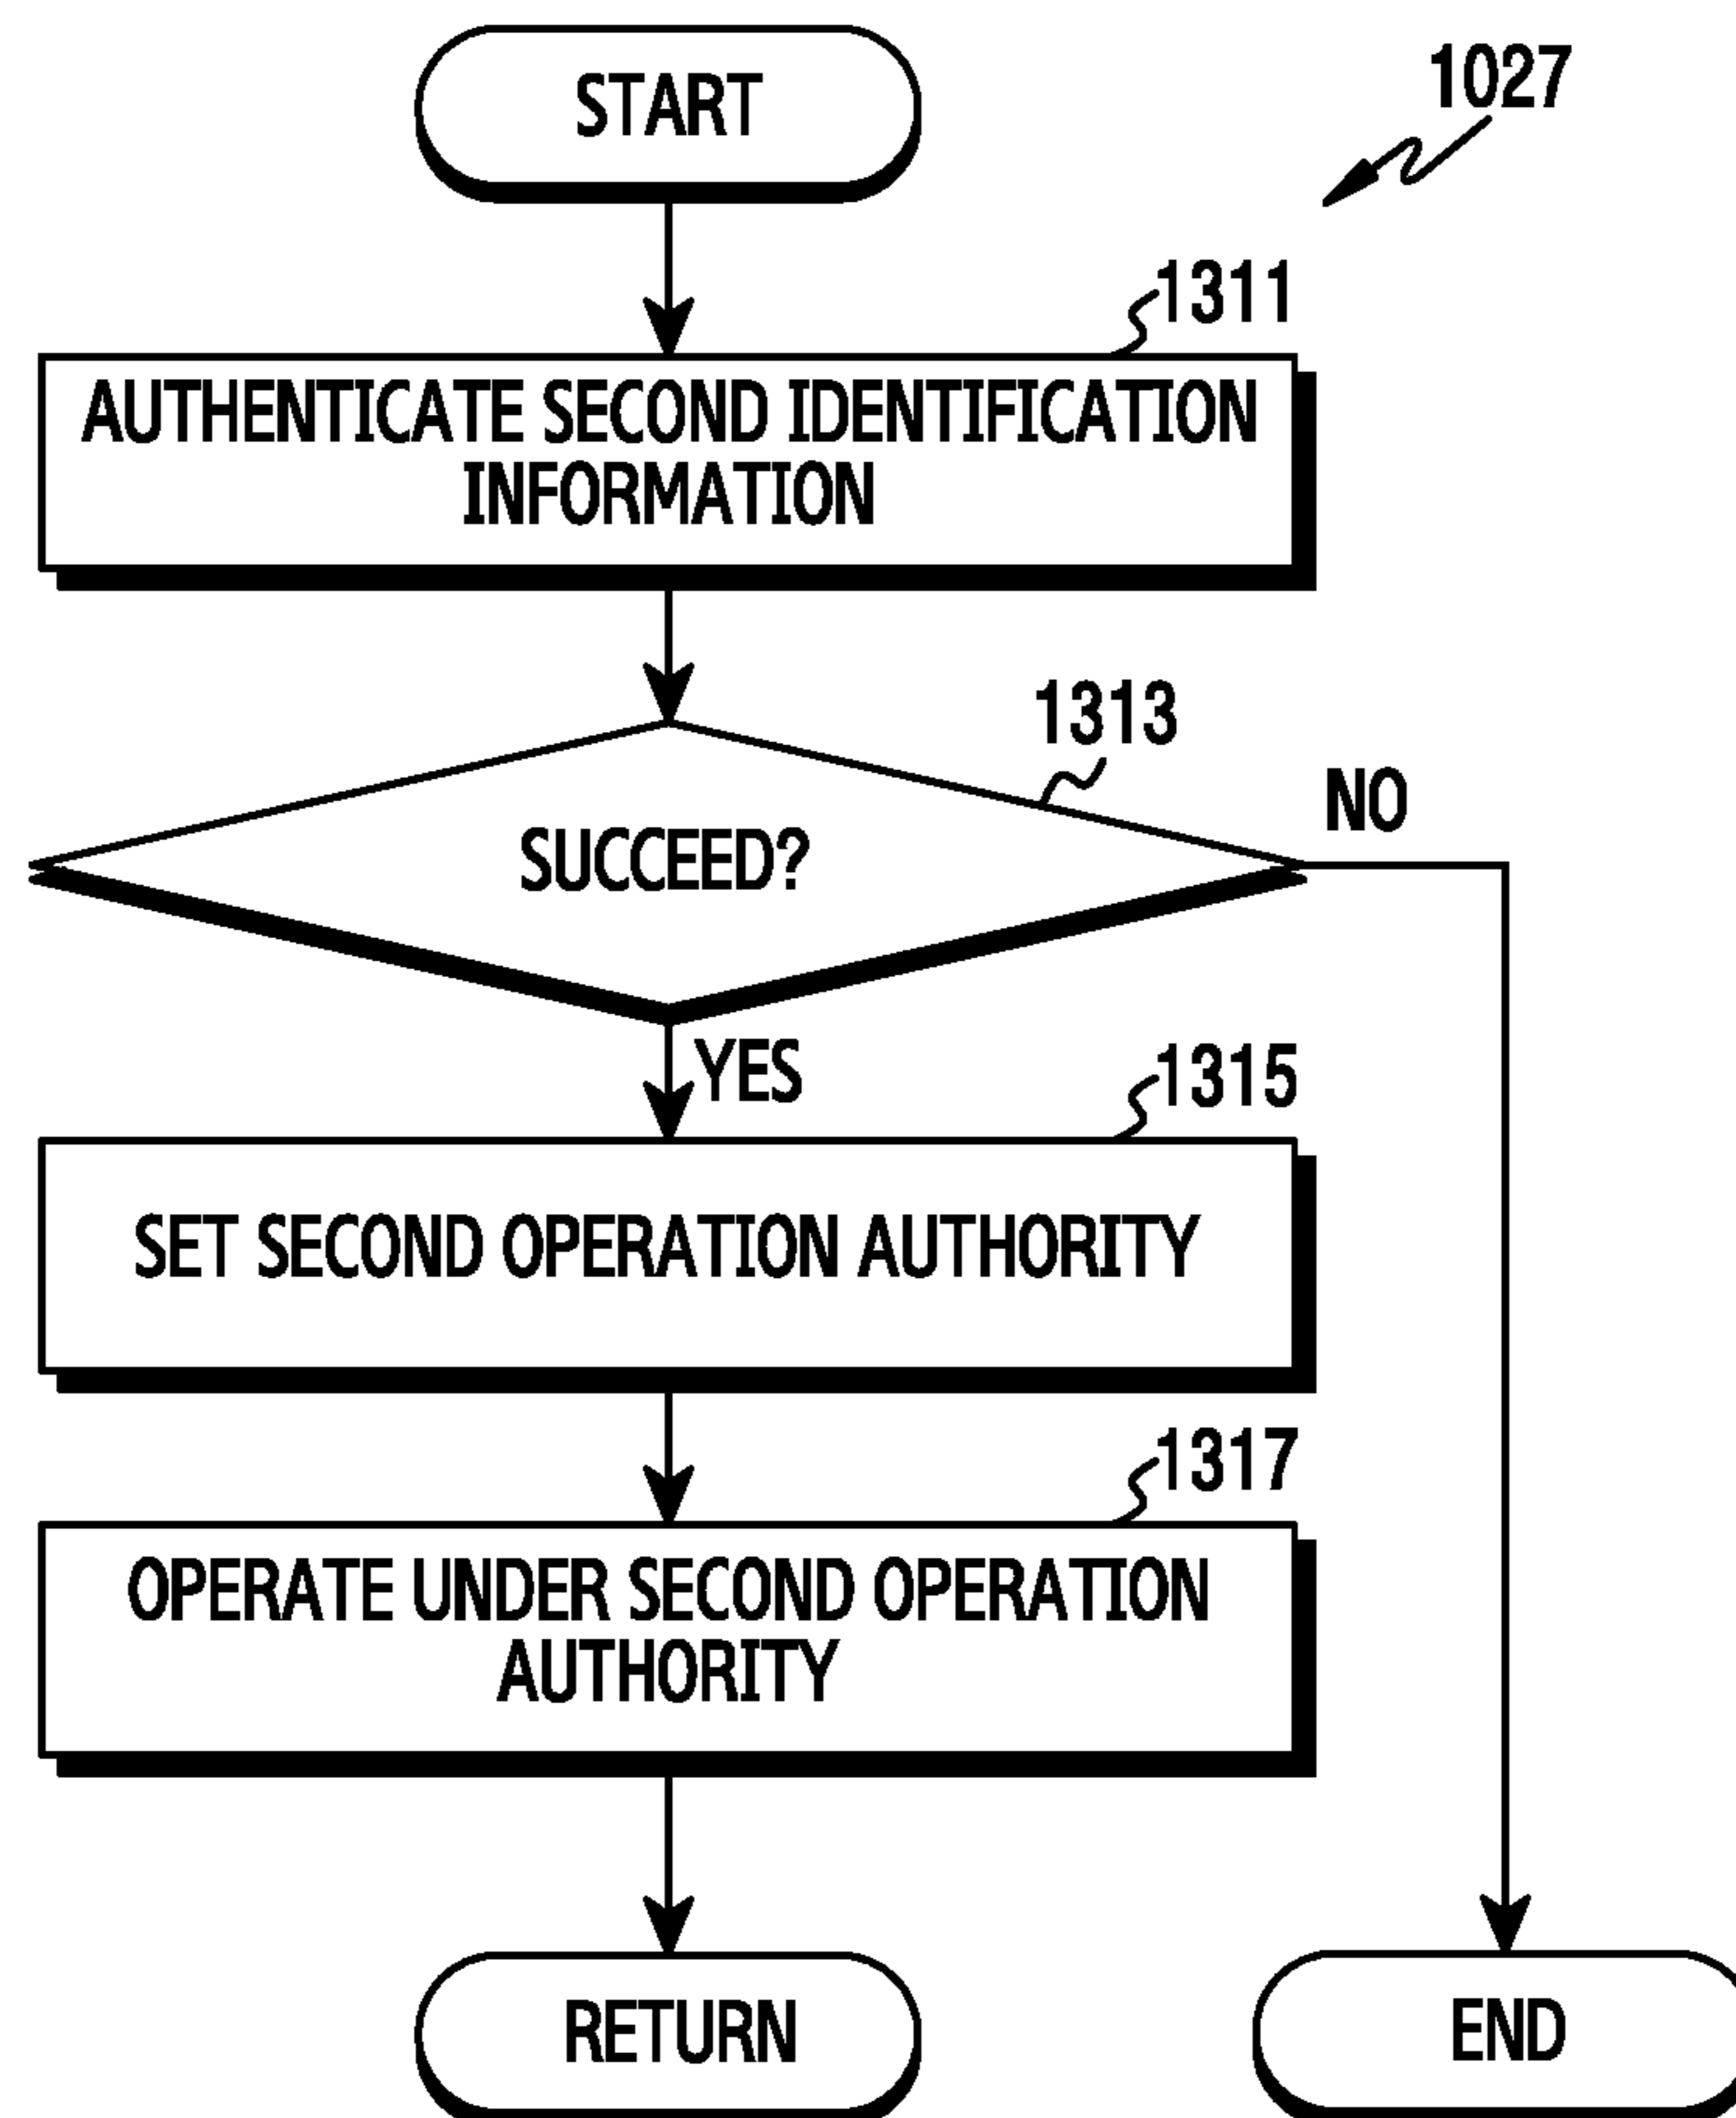 START
1027
1311
AUTHENTICATE SECOND IDENTIFICATION
INFORMATION
1313
SUCCEED?
NO
YES
1315
SET SECOND OPERATION AUTHORITY
1317
OPERATE UNDER SECOND OPERATION
AUTHORITY
RETURN
END